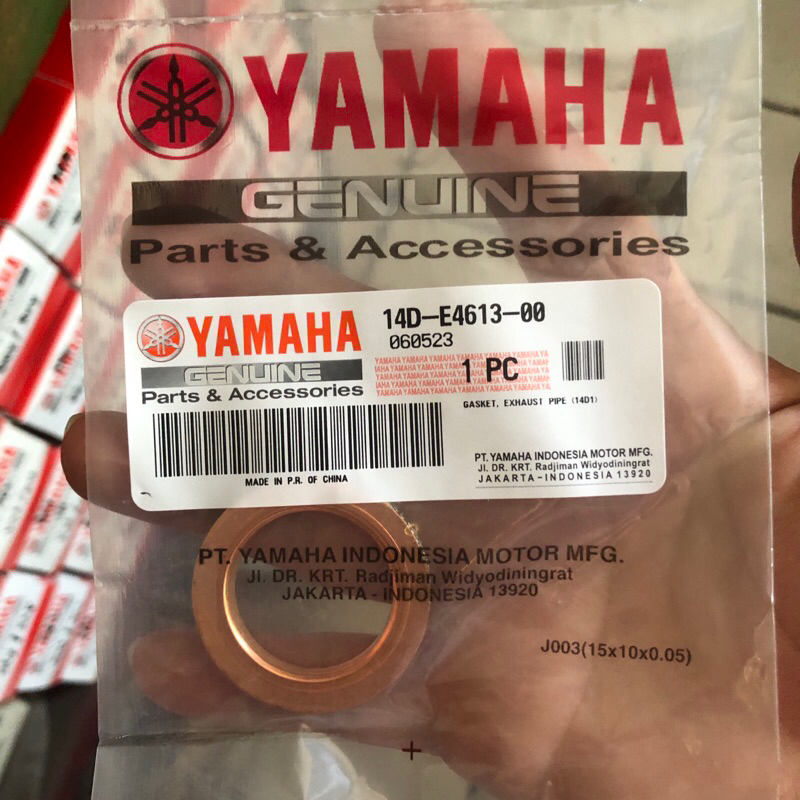 YAMAHA
GENUINE
Parts & Accessories
YAMAHA
GENUINE
Parts & Accessories
14D-E4613-00
060523
1 PC
GASKET, EXHAUST PIPE (14D1)
MADE IN P.R. OF CHINA
PT. YAMAHA INDONESIA MOTOR MFG.
Jl. DR. KRT. Radjiman Widyodiningrat
JAKARTA-INDONESIA 13920
PT. YAMAHA INDONESIA MOTOR MFG.
Jl. DR. KRT. Radjiman Widyodiningrat
JAKARTA - INDONESIA 13920
J003(15x10x0.05)